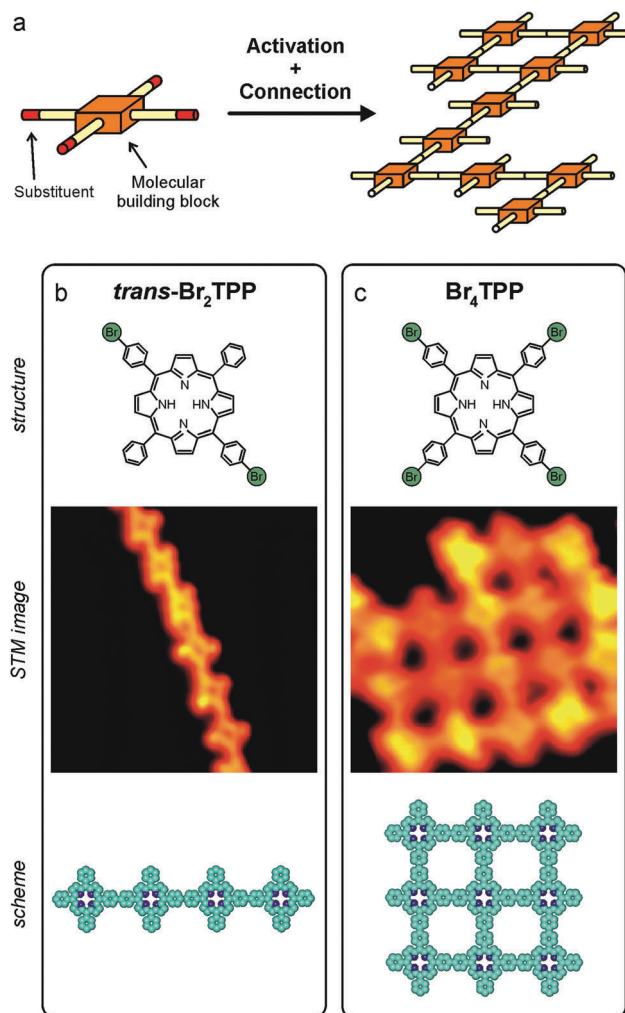 a
Activation
+
Connection
Substituent
Molecular
building block
b trans-Br₂TPP
c Br₄TPP
structure
Br
N
NH HN
N
Br
Br Br
N
NH HN
N
Br Br
STM image
scheme